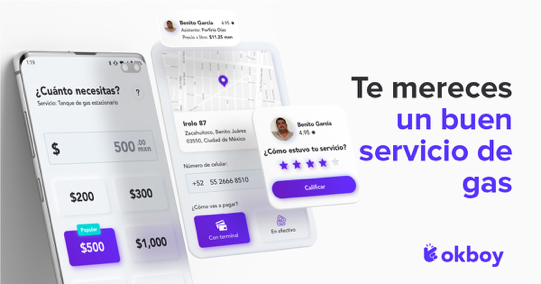 Benito García 4.95
Asistente: Porfirio Díaz
Precio x litro: $11.25 mxn
1:19
¿Cuánto necesitas?
?
Servicio: Tanque de gas estacionario
$ 500 .00 mxn
$200
$300
Popular
$500
$1,000
Irolo 87
Zacahuitzco, Benito Juárez
03550, Ciudad de México
Número de celular:
+52 55 2666 8510
¿Cómo vas a pagar?
Con terminal
En efectivo
Benito García
4.95
¿Cómo estuvo tu servicio?
Calificar
Te mereces
un buen
servicio de
gas
okboy